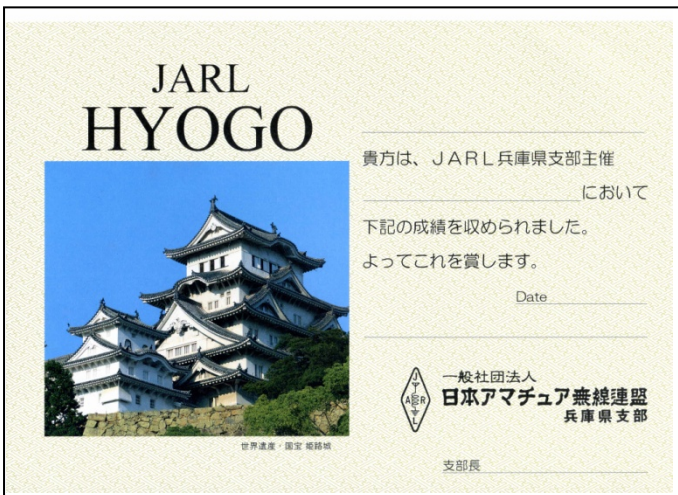 JARL
HYOGO
貴方は、ＪＡＲＬ兵庫県支部主催
において
下記の成績を収められました。
よってこれを賞します。
Date
世界遺産・国宝 姫路城
J
A R
L
一般社団法人
日本アマチュア無線連盟
兵庫県支部
支部長